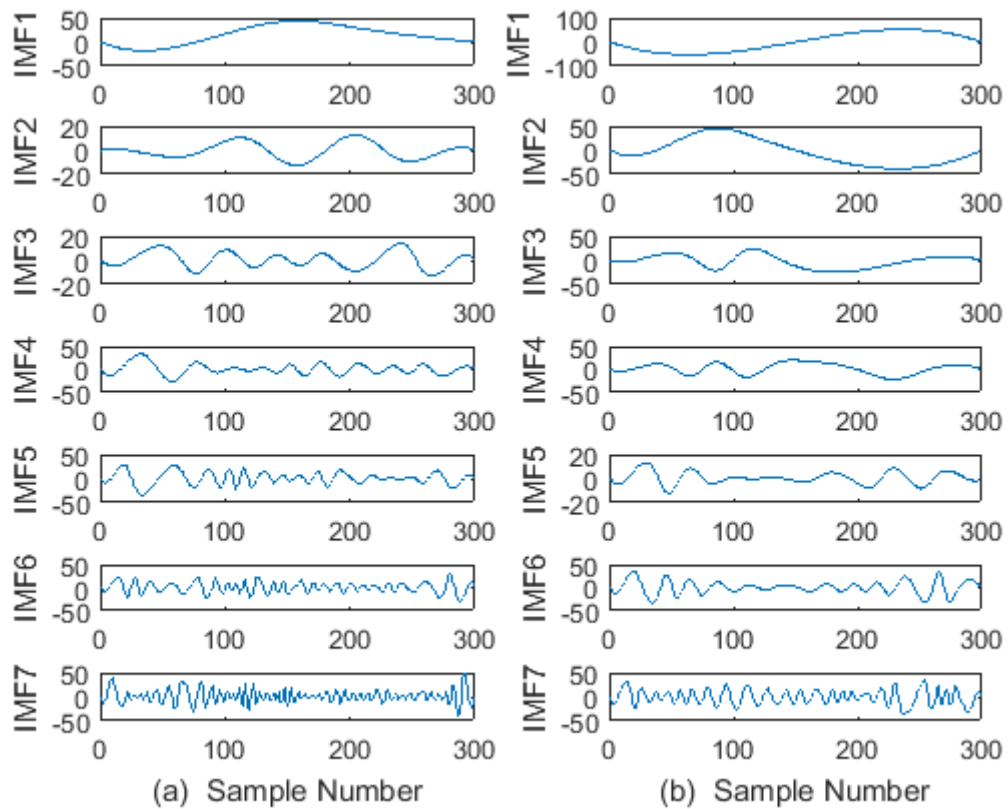 IMF1 50 0 -50 0 100 200 300
IMF2 20 0 -20 0 100 200 300
IMF3 20 0 -20 0 100 200 300
IMF4 50 0 -50 0 100 200 300
IMF5 50 0 -50 0 100 200 300
IMF6 50 0 -50 0 100 200 300
IMF7 50 0 -50 0 100 200 300
(a) Sample Number
IMF1 100 0 -100 0 100 200 300
IMF2 50 0 -50 0 100 200 300
IMF3 50 0 -50 0 100 200 300
IMF4 50 0 -50 0 100 200 300
IMF5 20 0 -20 0 100 200 300
IMF6 50 0 -50 0 100 200 300
IMF7 50 0 -50 0 100 200 300
(b) Sample Number